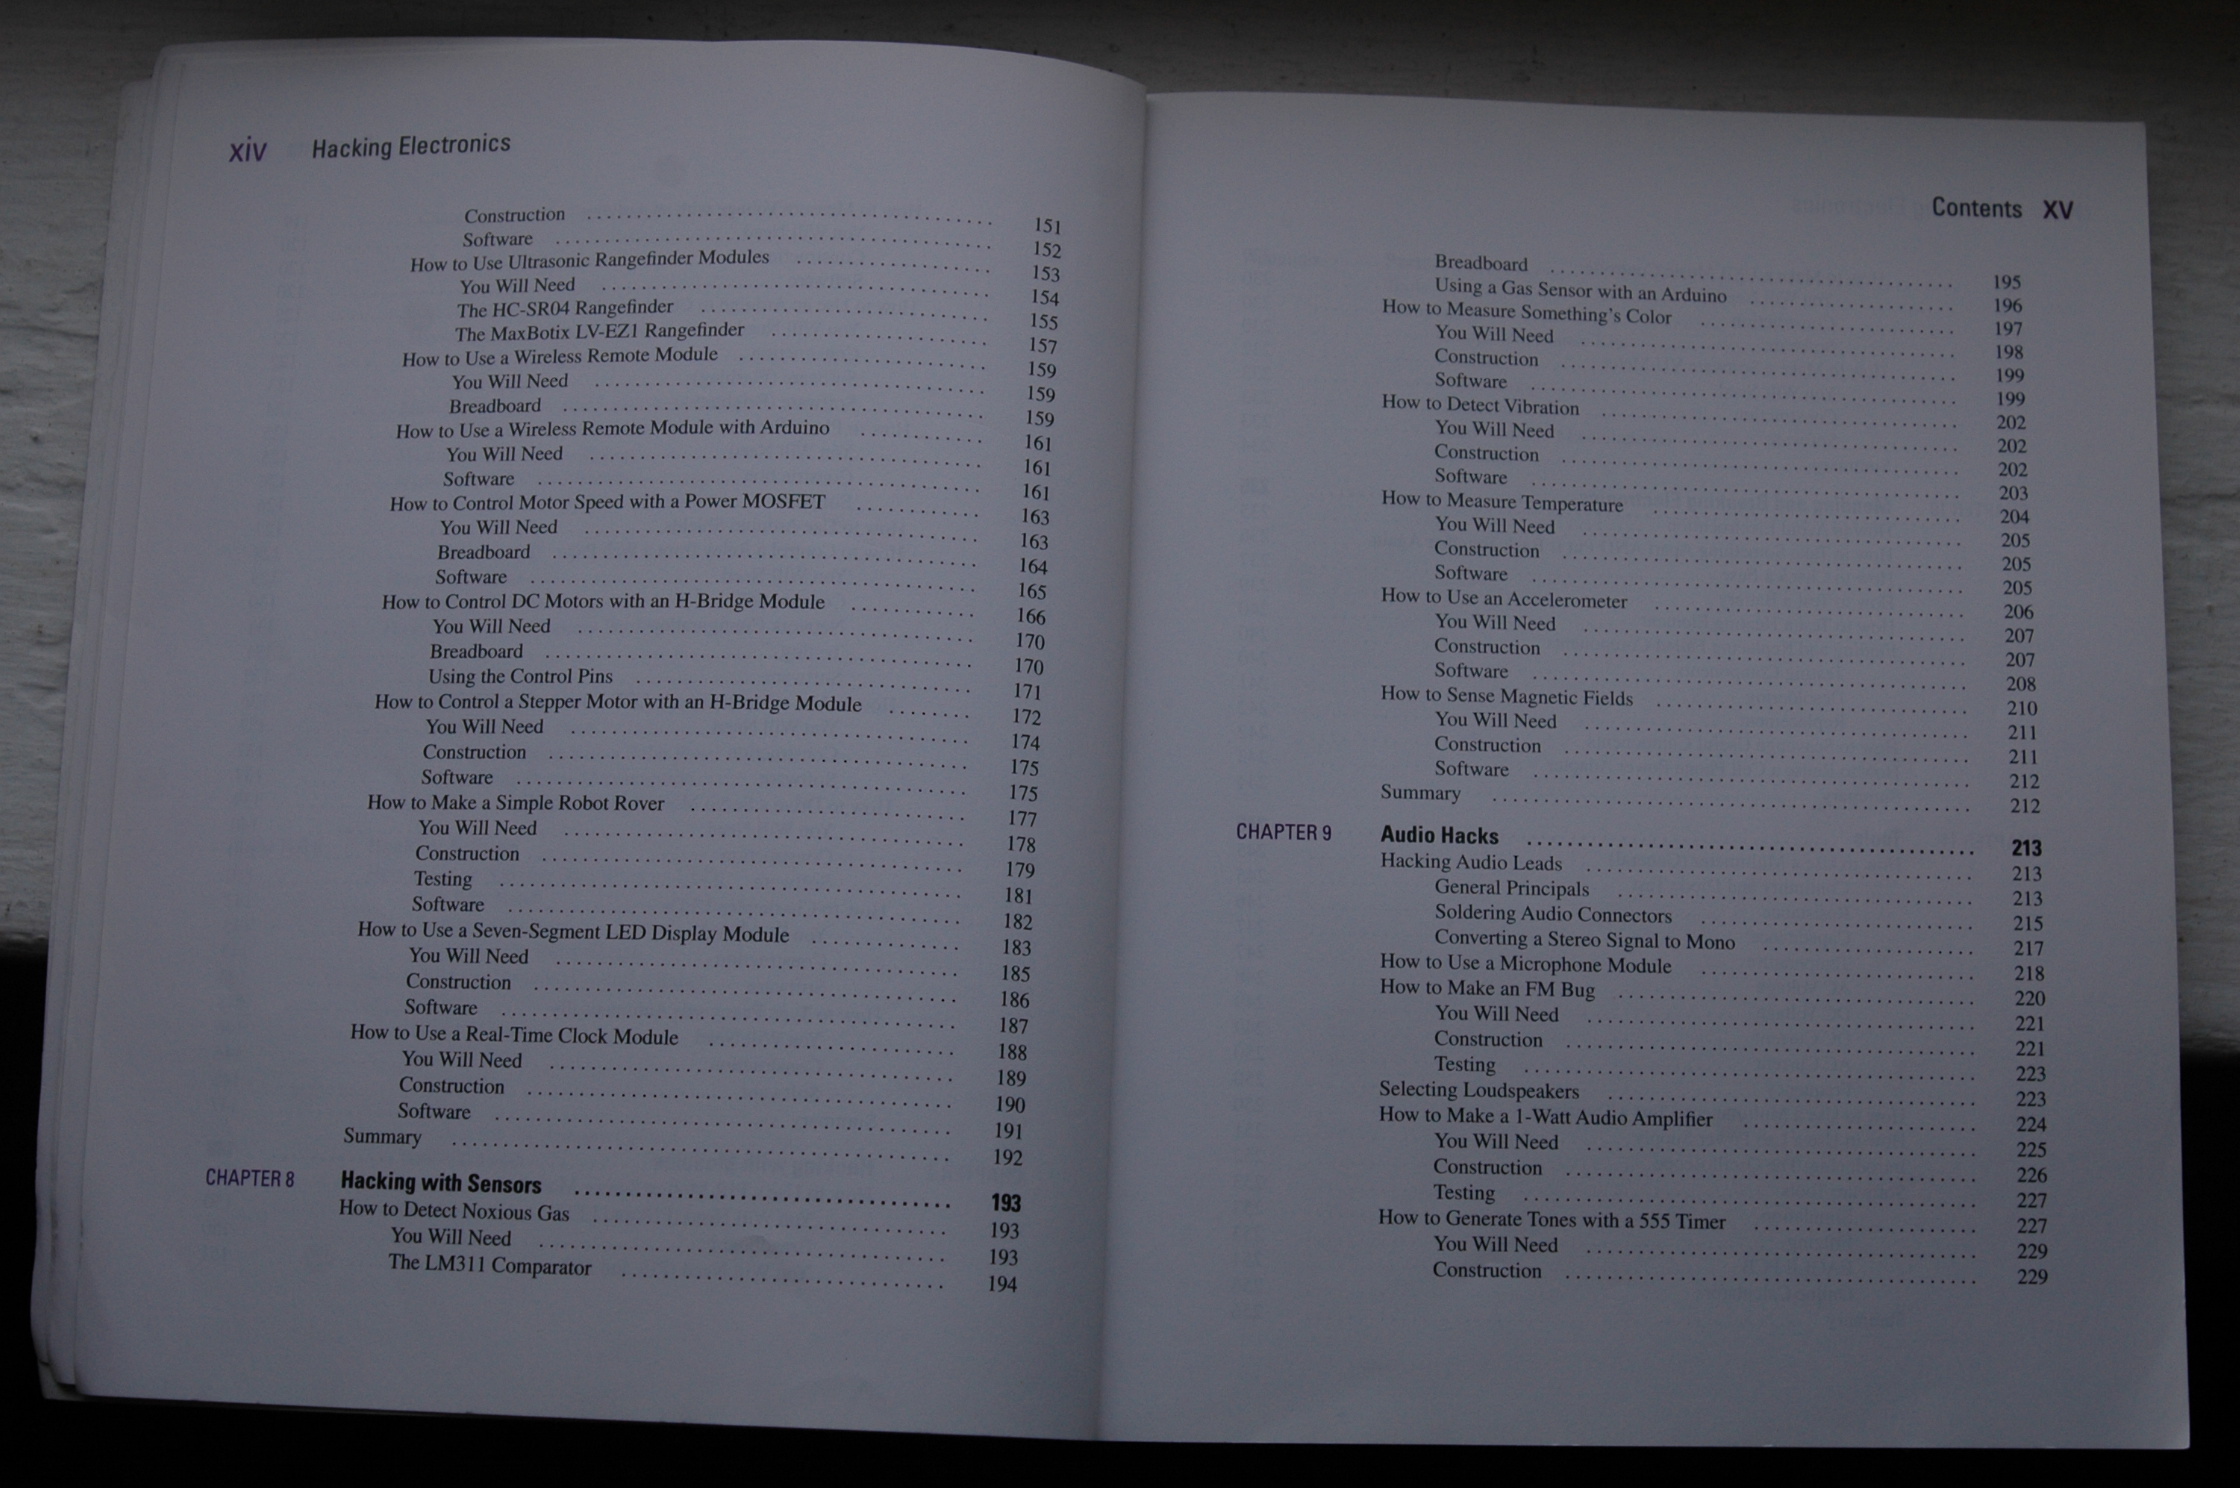 xiv Hacking Electronics
Construction 151
Software 152
How to Use Ultrasonic Rangefinder Modules 153
You Will Need 154
The HC-SR04 Rangefinder 155
The MaxBotix LV-EZ1 Rangefinder 157
How to Use a Wireless Remote Module 159
You Will Need 159
Breadboard 159
How to Use a Wireless Remote Module with Arduino 161
You Will Need 161
Software 161
How to Control Motor Speed with a Power MOSFET 163
You Will Need 163
Breadboard 164
Software 165
How to Control DC Motors with an H-Bridge Module 166
You Will Need 170
Breadboard 170
Using the Control Pins 171
How to Control a Stepper Motor with an H-Bridge Module 172
You Will Need 174
Construction 175
Software 175
How to Make a Simple Robot Rover 177
You Will Need 178
Construction 179
Testing 181
Software 182
How to Use a Seven-Segment LED Display Module 183
You Will Need 185
Construction 186
Software 187
How to Use a Real-Time Clock Module 188
You Will Need 189
Construction 190
Software 191
Summary 192
CHAPTER 8 Hacking with Sensors 193
How to Detect Noxious Gas 193
You Will Need 193
The LM311 Comparator 194
Contents XV
Breadboard 195
Using a Gas Sensor with an Arduino 196
How to Measure Something's Color 197
You Will Need 198
Construction 199
Software 199
How to Detect Vibration 202
You Will Need 202
Construction 202
Software 203
How to Measure Temperature 204
You Will Need 205
Construction 205
Software 205
How to Use an Accelerometer 206
You Will Need 207
Construction 207
Software 208
How to Sense Magnetic Fields 210
You Will Need 211
Construction 211
Software 212
Summary 212
CHAPTER 9 Audio Hacks 213
Hacking Audio Leads 213
General Principals 213
Soldering Audio Connectors 215
Converting a Stereo Signal to Mono 217
How to Use a Microphone Module 218
How to Make an FM Bug 220
You Will Need 221
Construction 221
Testing 223
Selecting Loudspeakers 223
How to Make a 1-Watt Audio Amplifier 224
You Will Need 225
Construction 226
Testing 227
How to Generate Tones with a 555 Timer 227
You Will Need 229
Construction 229